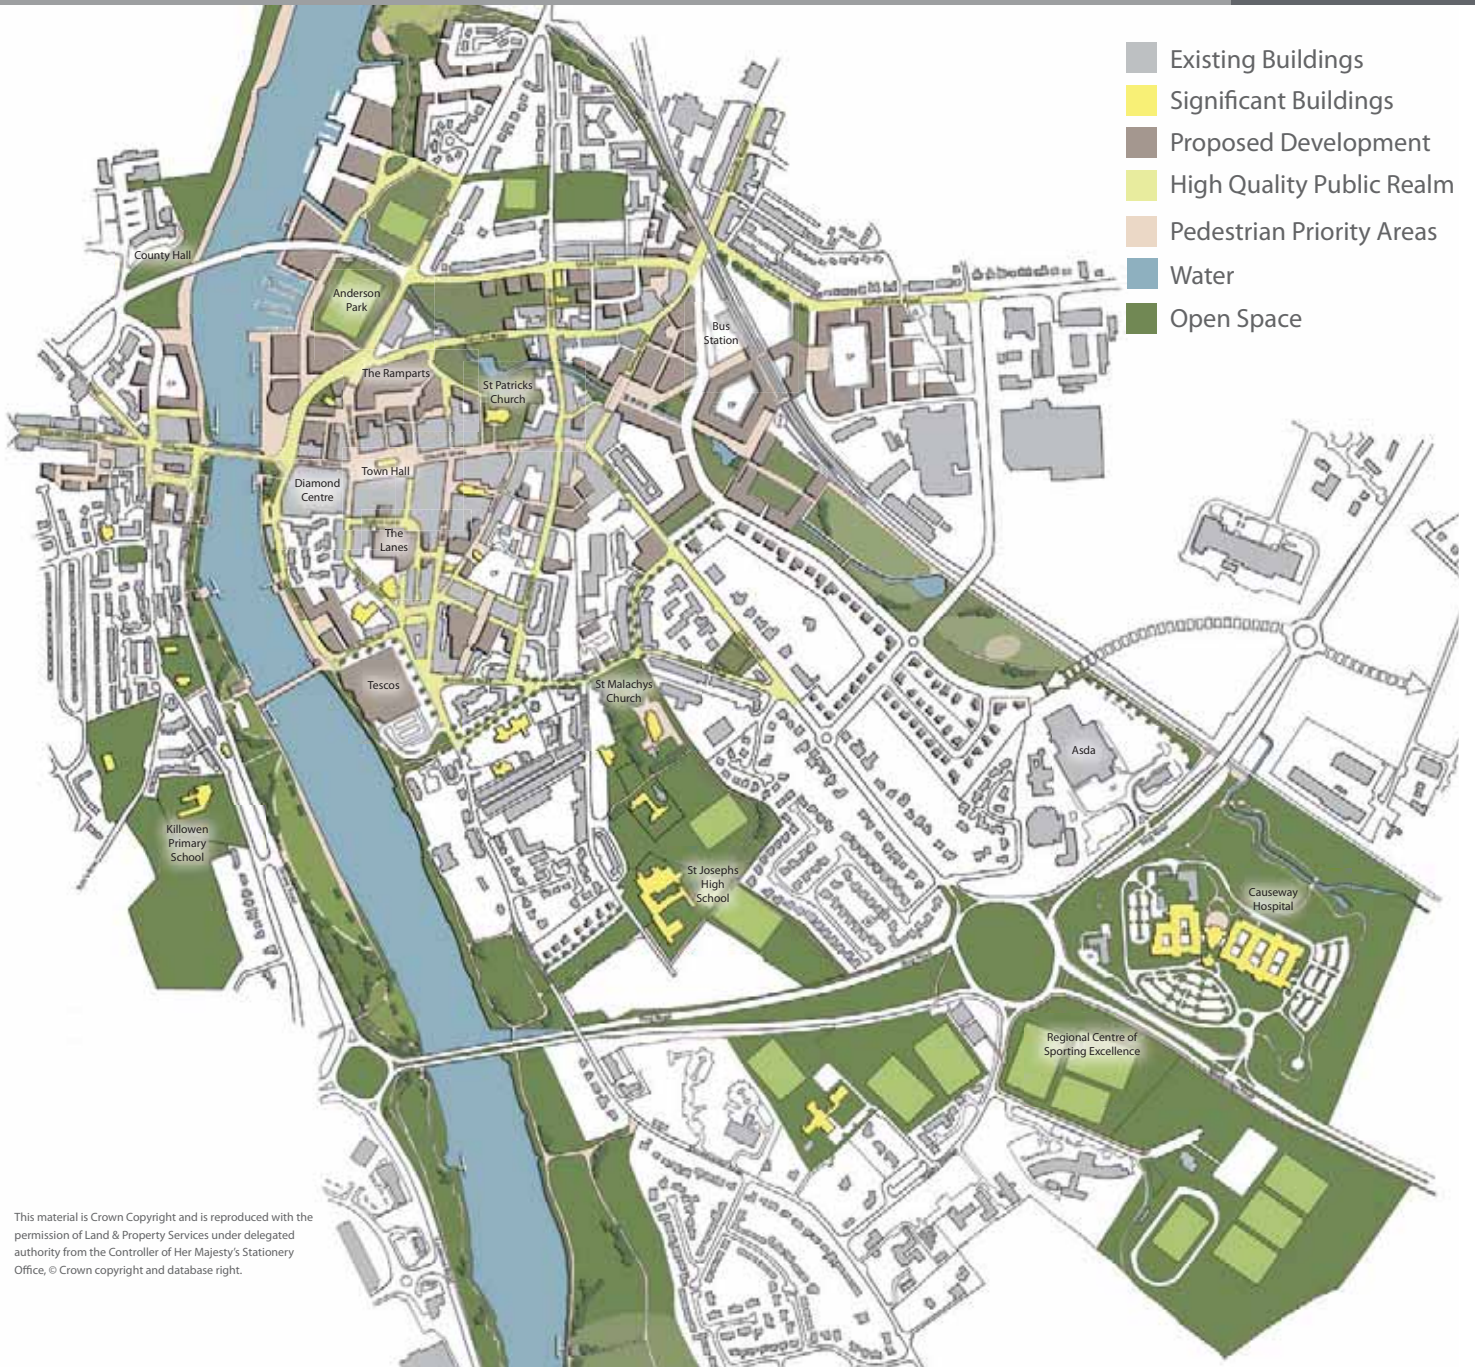 Existing Buildings
Significant Buildings
Proposed Development
High Quality Public Realm
Pedestrian Priority Areas
Water
Open Space
County Hall
Anderson
Park
Bus
Station
The Ramparts
St Patricks
Church
Town Hall
Diamond
Centre
The
Lanes
Tescos
St Malachys
Church
Asda
Killowen
Primary
School
St Josephs
High
School
Causeway
Hospital
Regional Centre of
Sporting Excellence
This material is Crown Copyright and is reproduced with the
permission of Land & Property Services under delegated
authority from the Controller of Her Majesty's Stationery
Office, © Crown copyright and database right.